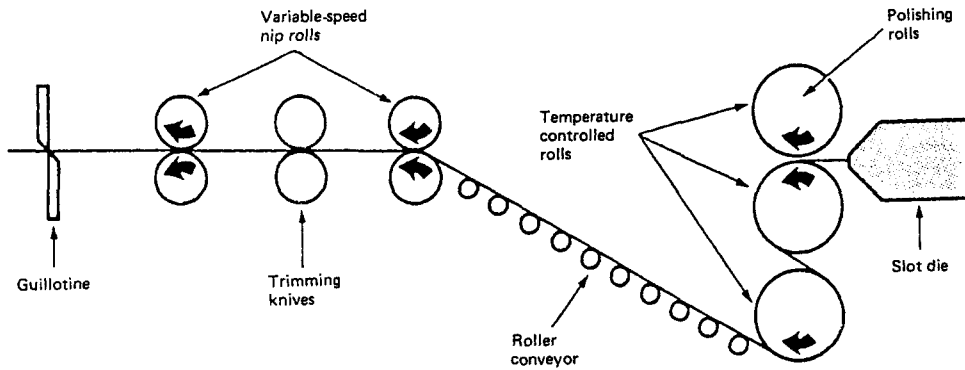 Variable-speed
nip rolls
Polishing
rolls
Temperature
controlled
rolls
Guillotine
Trimming
knives
Roller
conveyor
Slot die